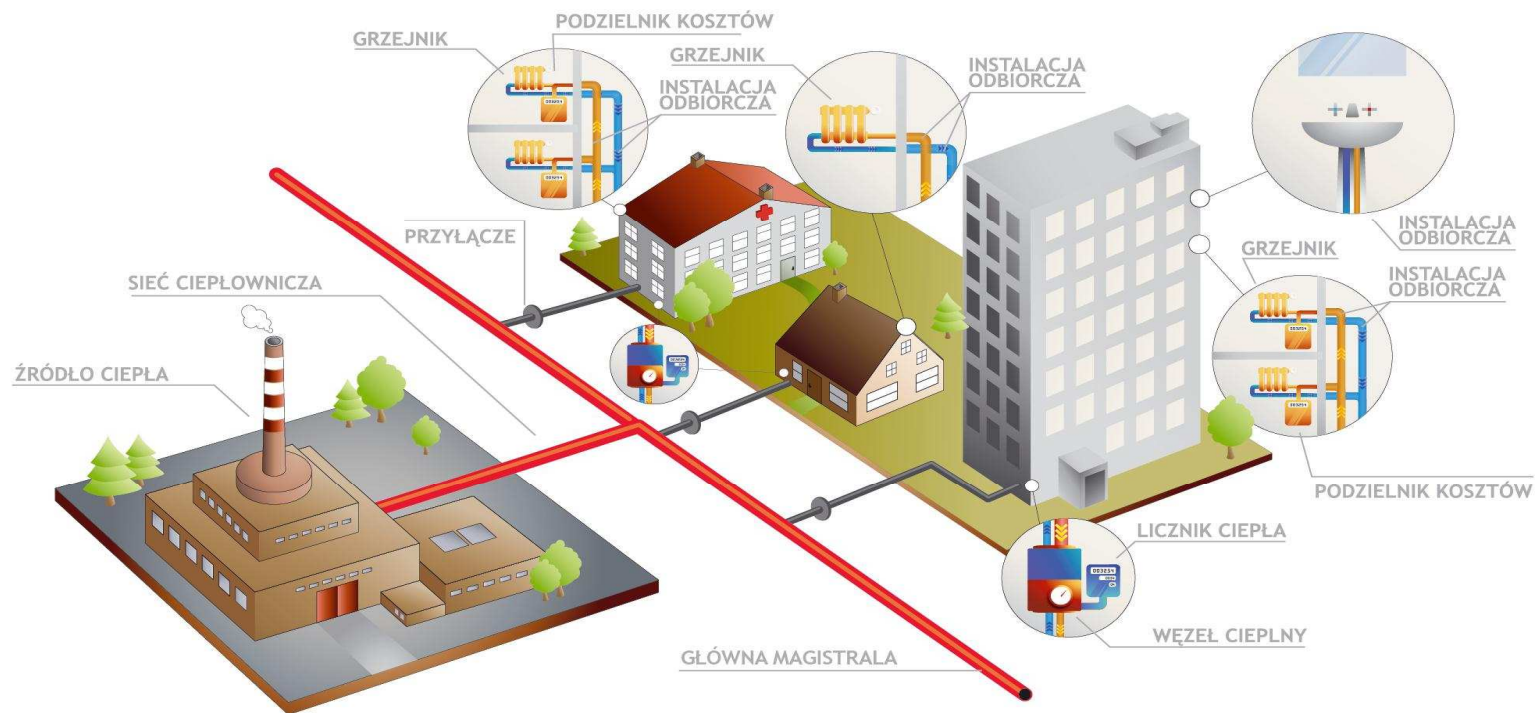 PODZIELNIK KOSZTÓW
GRZEJNIK
GRZEJNIK
INSTALACJA
ODBIORCZA
INSTALACJA
ODBIORCZA
PRZYŁĄCZE
INSTALACJA
ODBIORCZA
GRZEJNIK
SIEĆ CIEPŁOWNICZA
INSTALACJA
ODBIORCZA
ŹRÓDŁO CIEPŁA
PODZIELNIK KOSZTÓW
LICZNIK CIEPŁA
003254
WĘZEŁ CIEPLNY
GŁÓWNA MAGISTRALA